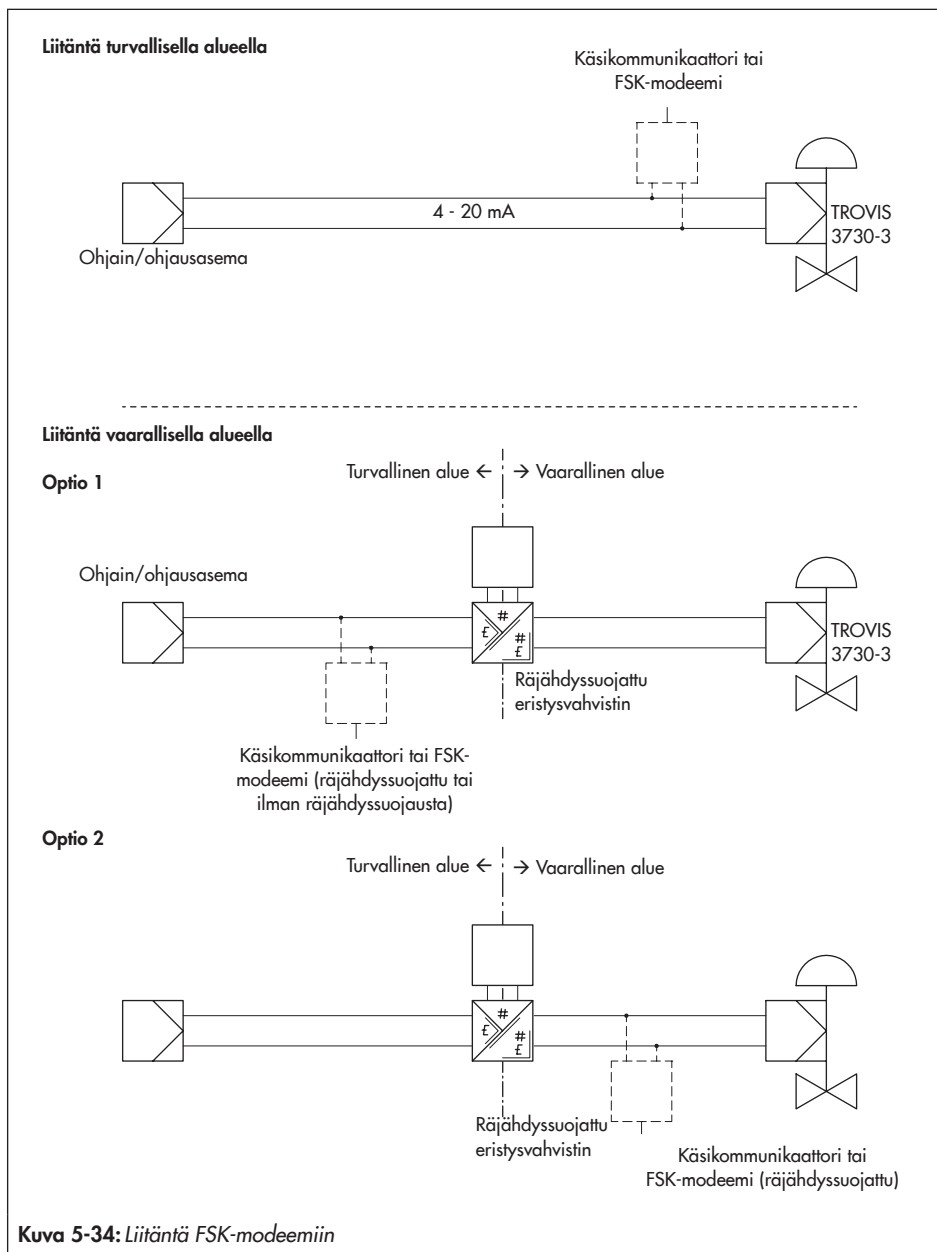 Liitäntä turvallisella alueella
Käsikommunikaattori tai
FSK-modeemi
4 - 20 mA
TROVIS
3730-3
Ohjain/ohjausasema
Liitäntä vaarallisella alueella
Turvallinen alue ← → Vaarallinen alue
Optio 1
Ohjain/ohjausasema
TROVIS
3730-3
Räjähdyssuojattu
eristysvahvistin
Käsikommunikaattori tai FSK-
modeemi (räjähdyssuojattu tai
ilman räjähdyssuojausta)
Optio 2
Turvallinen alue ← → Vaarallinen alue
Räjähdyssuojattu
eristysvahvistin
Käsikommunikaattori tai
FSK-modeemi (räjähdyssuojattu)
Kuva 5-34: Liitäntä FSK-modeemiin